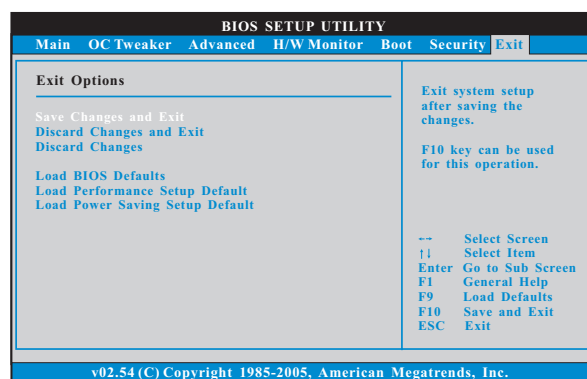 BIOS SETUP UTILITY
Main OC Tweaker Advanced H/W Monitor Boot Security Exit
Exit Options
Save Changes and Exit
Discard Changes and Exit
Discard Changes
Load BIOS Defaults
Load Performance Setup Default
Load Power Saving Setup Default
Exit system setup
after saving the
changes.
F10 key can be used
for this operation.
←→ Select Screen
↑↓ Select Item
Enter Go to Sub Screen
F1 General Help
F9 Load Defaults
F10 Save and Exit
ESC Exit
v02.54 (C) Copyright 1985-2005, American Megatrends, Inc.